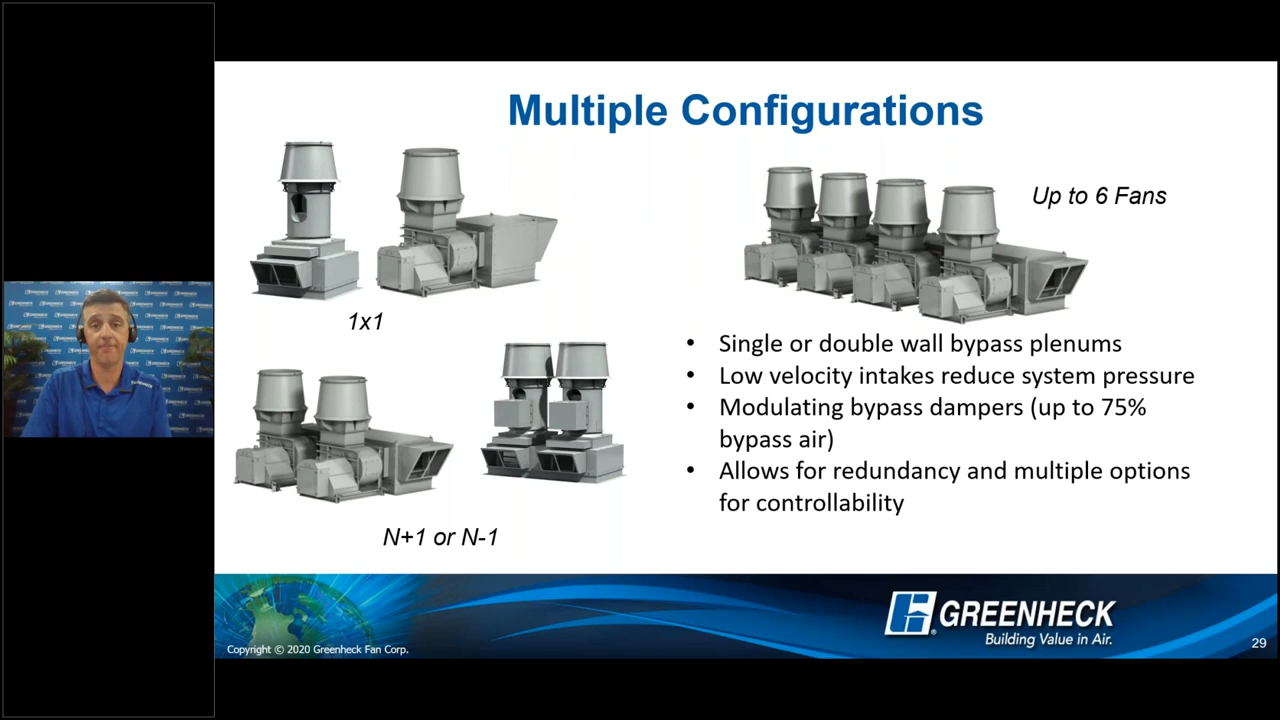 Multiple Configurations
Up to 6 Fans
1x1
N+1 or N-1
• Single or double wall bypass plenums
• Low velocity intakes reduce system pressure
• Modulating bypass dampers (up to 75%
bypass air)
• Allows for redundancy and multiple options
for controllability
GREENHECK
Building Value in Air.
Copyright © 2020 Greenheck Fan Corp.
29
GREENHECK